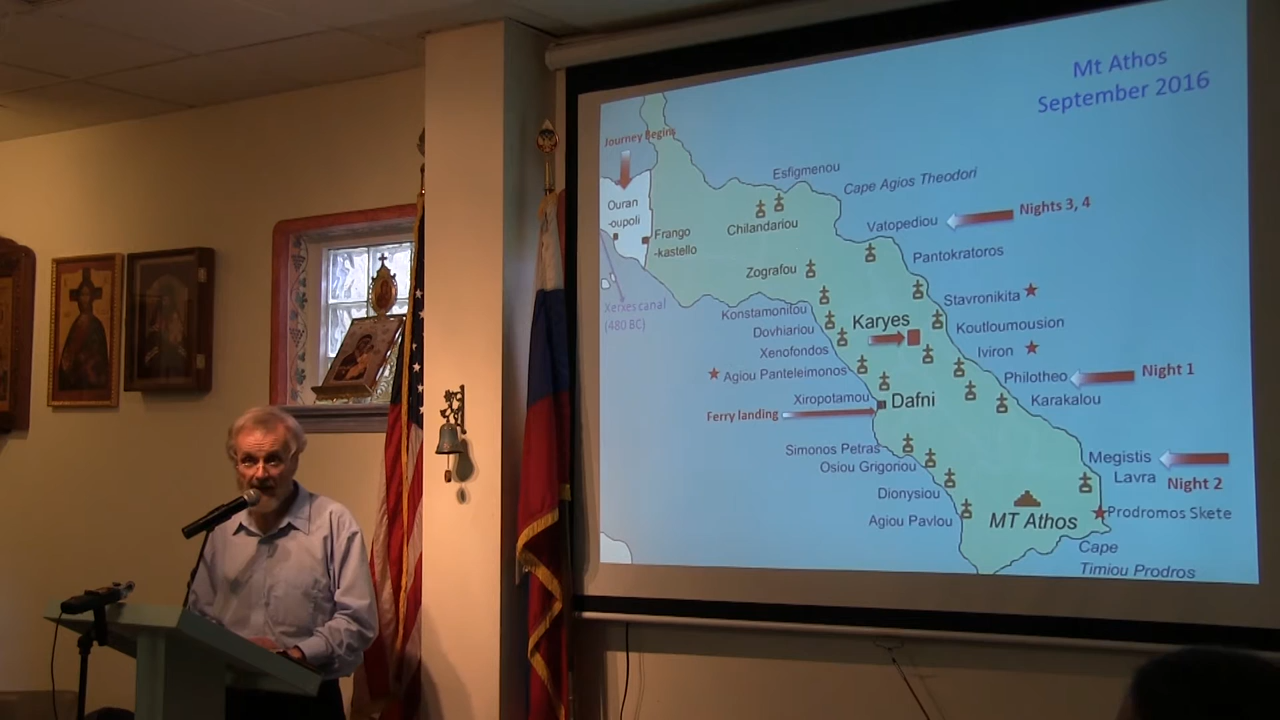 Mt Athos
September 2016
Journey Begins
Ouran
-oupoli
Frango
-kastello
Xerxes canal
(480 BC)
Esfigmenou
Cape Agios Theodori
Chilandariou
Vatopediou
Nights 3, 4
Zografou
Pantokratoros
Konstamonitou
Stavronikita
Dovhiariou
Karyes
Koutloumousion
Xenofondos
Iviron
Agiou Panteleimonos
Philotheo
Night 1
Xiropotamou
Dafni
Karakalou
Ferry landing
Simonos Petras
Osiou Grigoriou
Megistis
Lavra
Night 2
Dionysiou
Agiou Pavlou
MT Athos
Prodromos Skete
Cape
Timiou Prodros